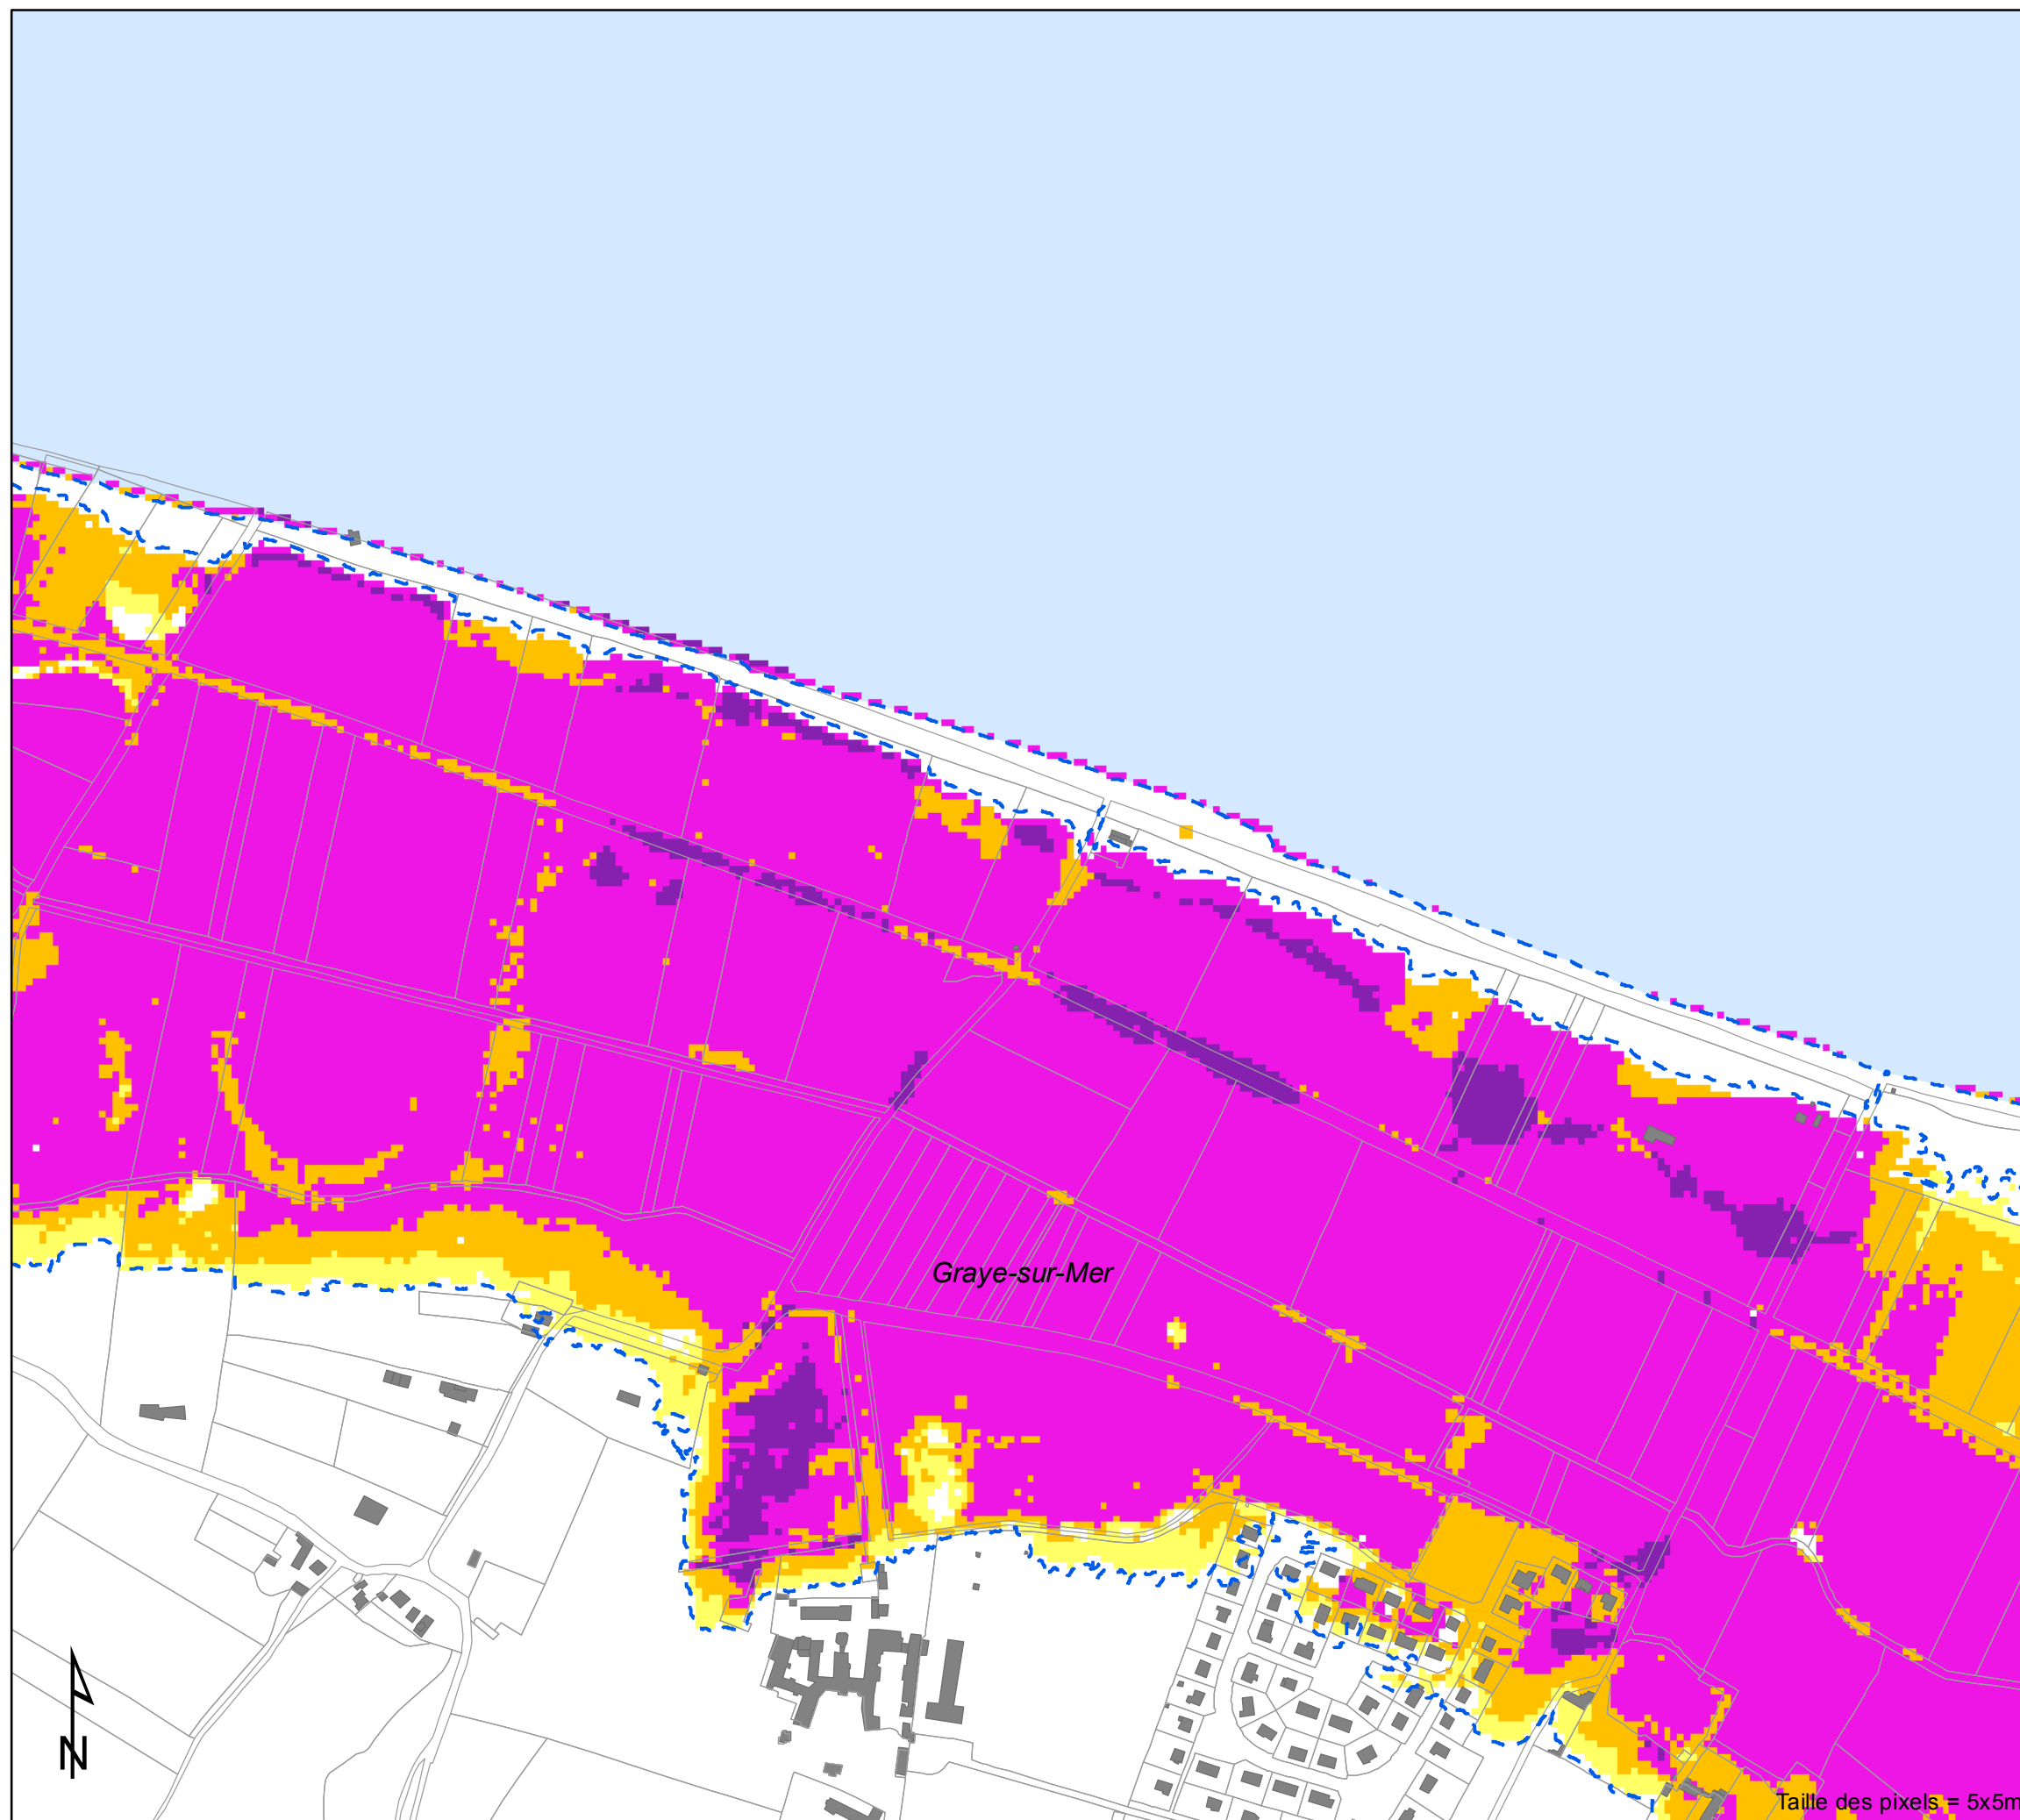 Graye-sur-Mer
N
Taille des pixels = 5x5m